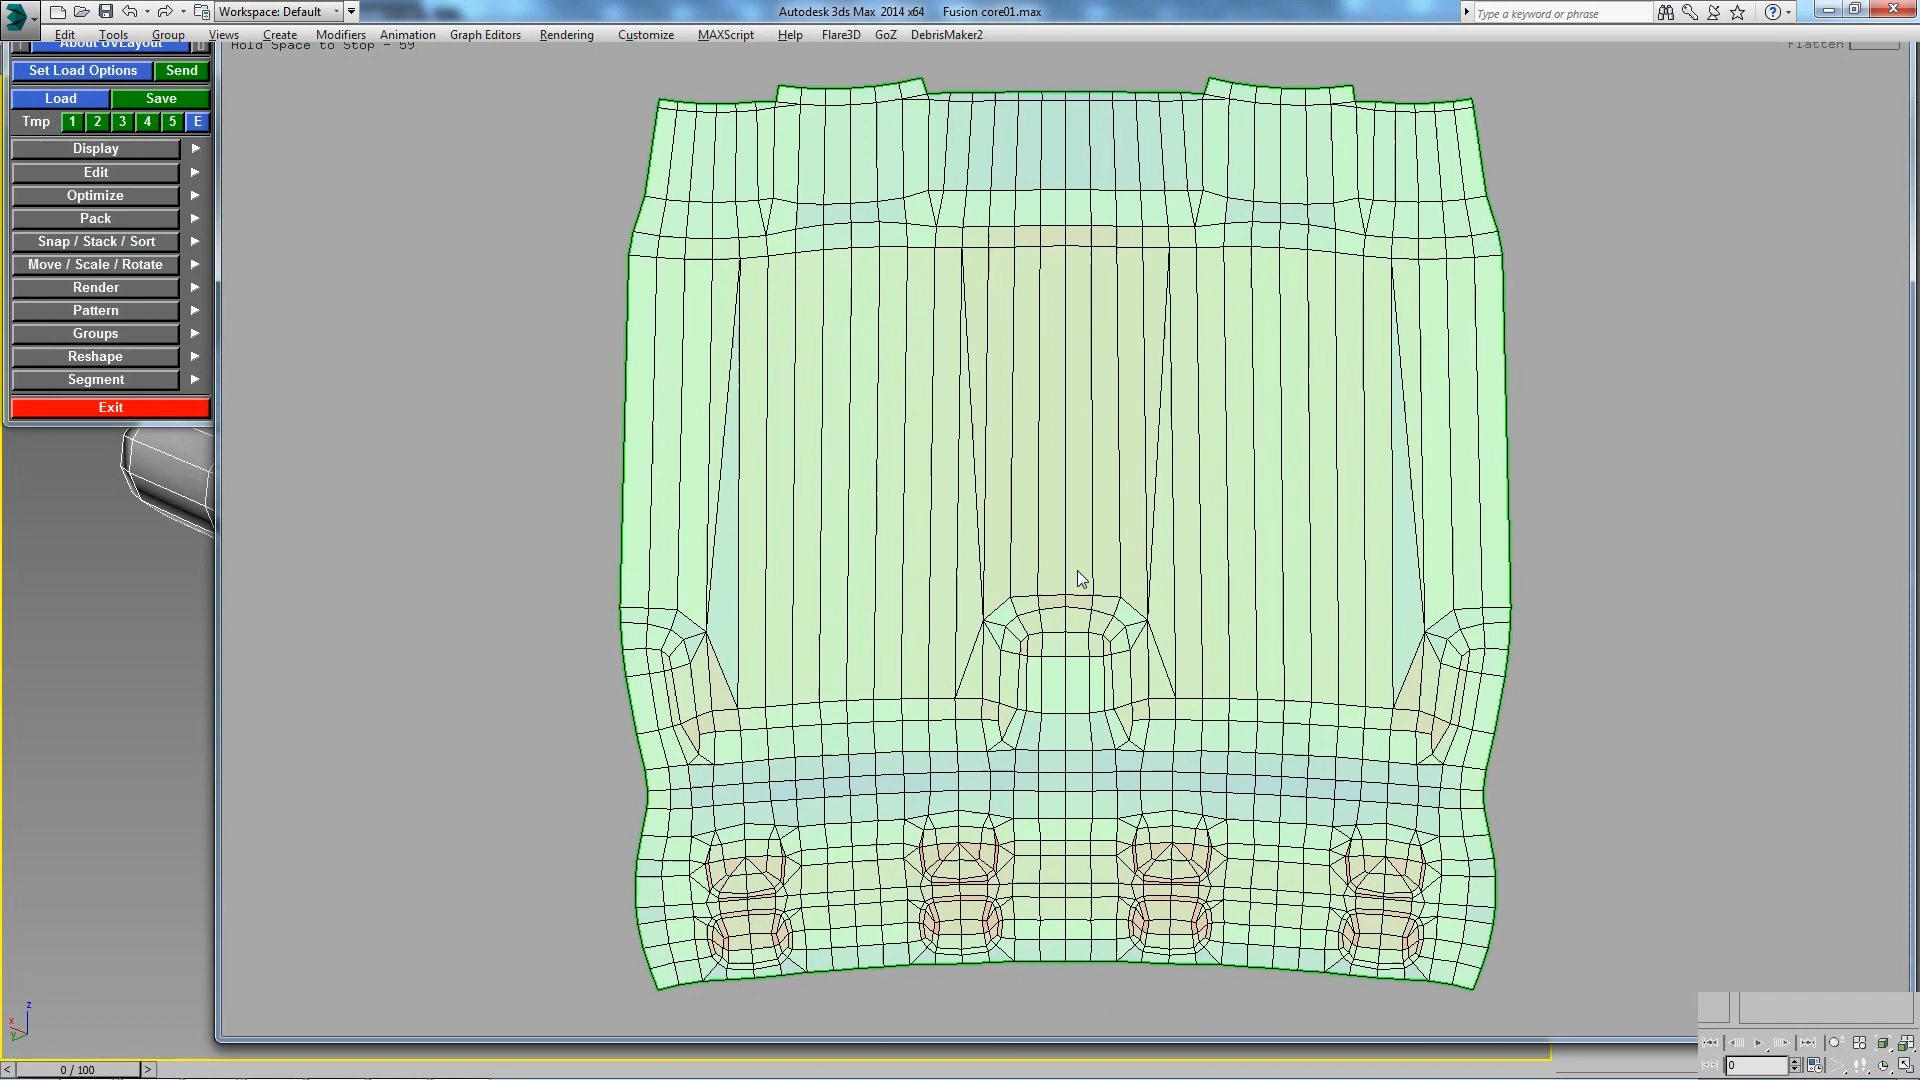 Workspace: Default
Autodesk 3ds Max 2014 x64 Fusion core01.max
Type a keyword or phrase
Edit Tools Group Views Create Modifiers Animation Graph Editors Rendering Customize MAXScript Help Flare3D GoZ DebrisMaker2
About UVLayout
Hold Space to Stop - 59
Flatten
Set Load Options Send
Load Save
Tmp 1 2 3 4 5 E
Display
Edit
Optimize
Pack
Snap / Stack / Sort
Move / Scale / Rotate
Render
Pattern
Groups
Reshape
Segment
Exit
z
x
y
< 0 / 100 >
0